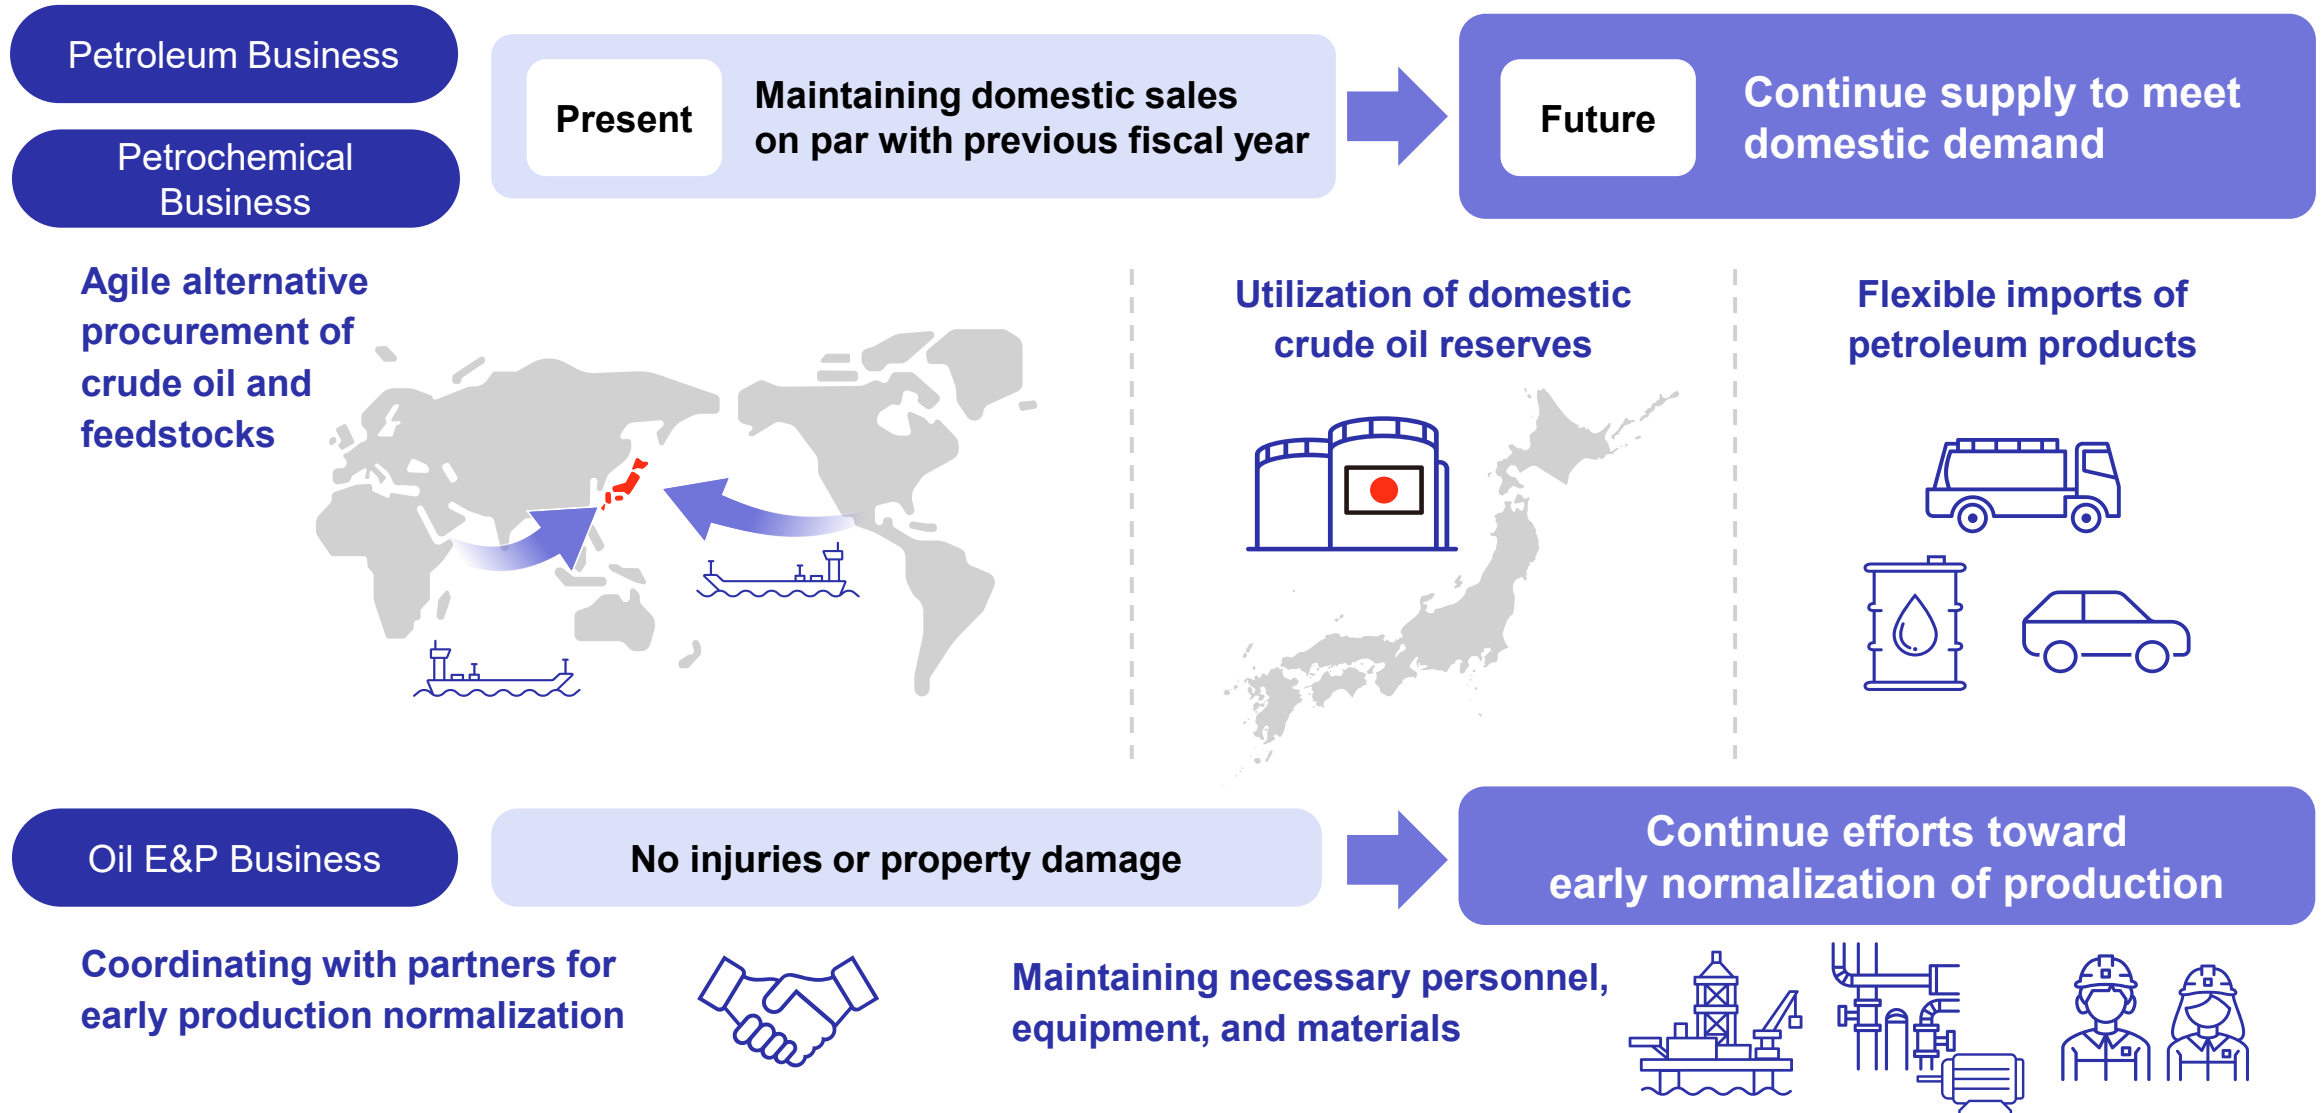 Petroleum Business
Petrochemical
Business
Present
Maintaining domestic sales
on par with previous fiscal year
Future
Continue supply to meet
domestic demand
Agile alternative
procurement of
crude oil and
feedstocks
Utilization of domestic
crude oil reserves
Flexible imports of
petroleum products
Oil E&P Business
No injuries or property damage
Continue efforts toward
early normalization of production
Coordinating with partners for
early production normalization
Maintaining necessary personnel,
equipment, and materials